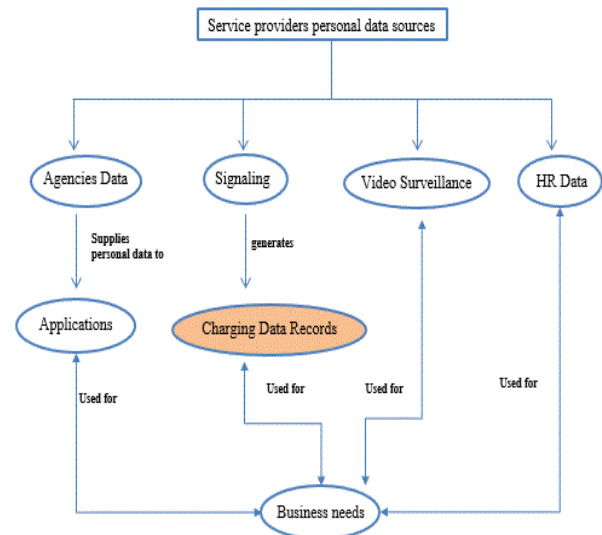 Service providers personal data sources
Agencies Data
Signaling
Video Surveillance
HR Data
Supplies
personal data to
generates
Applications
Charging Data Records
Used for
Used for
Used for
Used for
Business needs